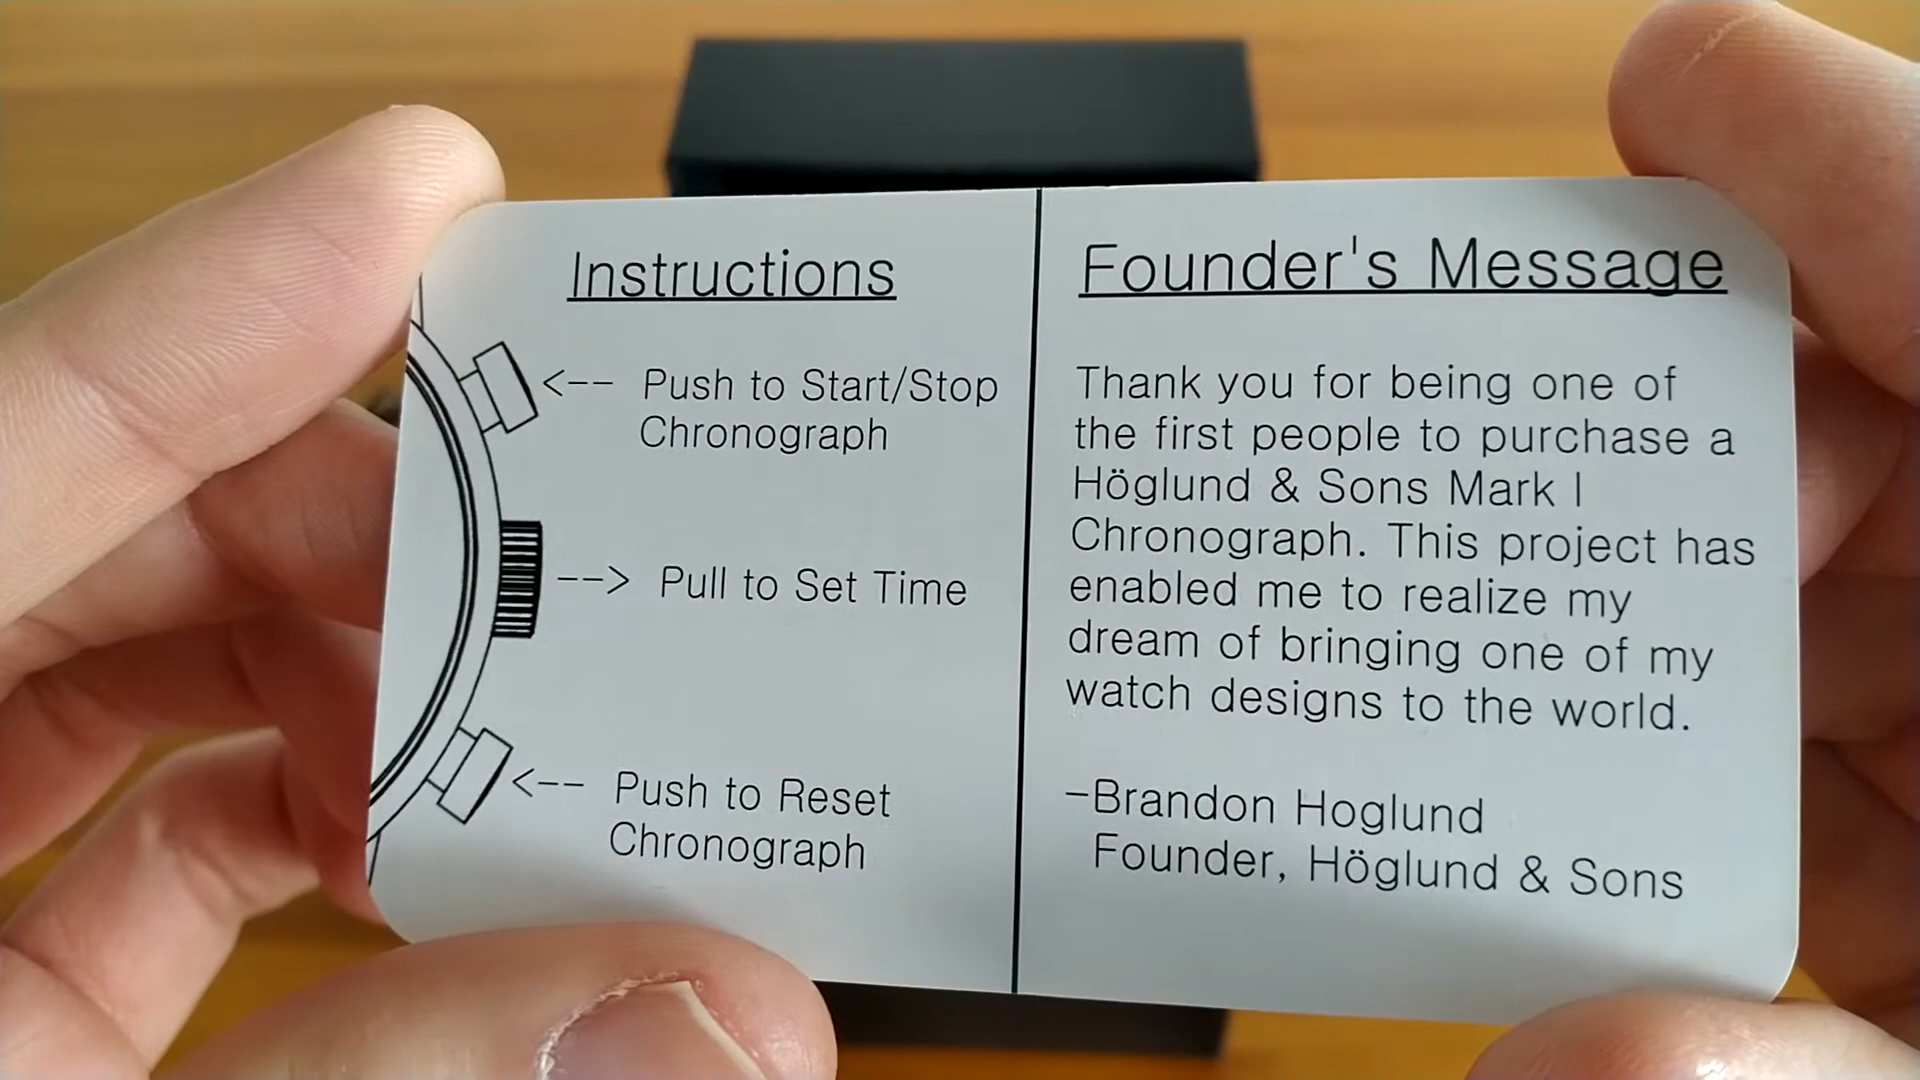 Instructions
<-- Push to Start/Stop
Chronograph
--> Pull to Set Time
<-- Push to Reset
Chronograph
Founder's Message
Thank you for being one of
the first people to purchase a
Höglund & Sons Mark I
Chronograph. This project has
enabled me to realize my
dream of bringing one of my
watch designs to the world.
-Brandon Hoglund
Founder, Höglund & Sons